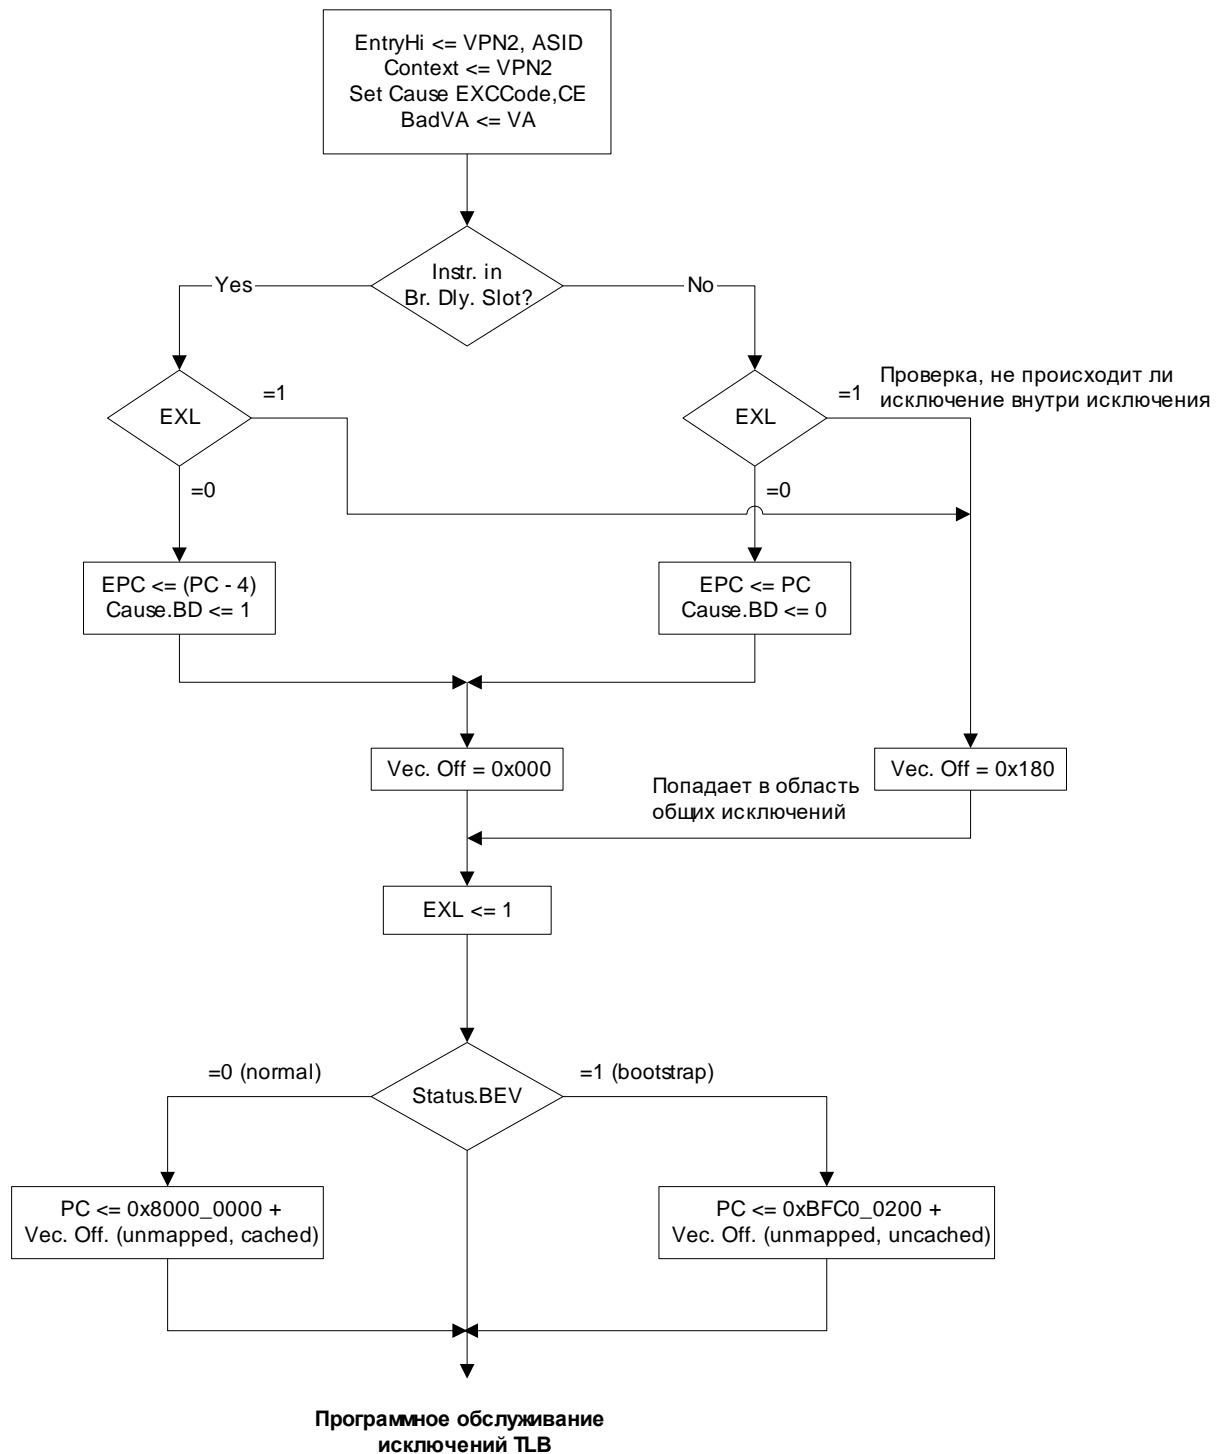 EntryHi <= VPN2, ASID
Context <= VPN2
Set Cause EXCCode,CE
BadVA <= VA
Instr. in
Br. Dly. Slot?
Yes
No
EXL
=1
=0
EXL
=1
=0
Проверка, не происходит ли
исключение внутри исключения
EPC <= (PC - 4)
Cause.BD <= 1
EPC <= PC
Cause.BD <= 0
Vec. Off = 0x000
Vec. Off = 0x180
Попадает в область
общих исключений
EXL <= 1
=0 (normal)
Status.BEV
=1 (bootstrap)
PC <= 0x8000_0000 +
Vec. Off. (unmapped, cached)
PC <= 0xBFC0_0200 +
Vec. Off. (unmapped, uncached)
Программное обслуживание
исключений TLB